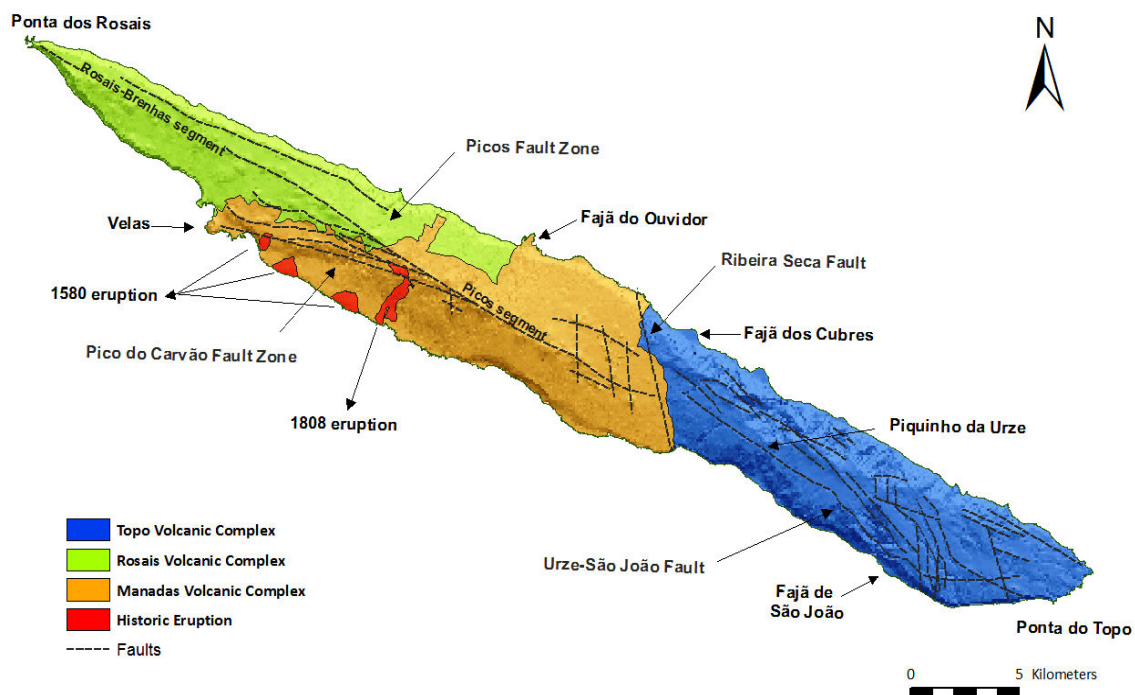 Ponta dos Rosais
N
Rosais-Brenhas segment
Picos Fault Zone
Velas
Fajã do Ouvidor
Ribeira Seca Fault
1580 eruption
Picos segment
Fajã dos Cubres
Pico do Carvão Fault Zone
1808 eruption
Piquinho da Urze
Topo Volcanic Complex
Rosais Volcanic Complex
Manadas Volcanic Complex
Historic Eruption
Faults
Urze-São João Fault
Fajã de
São João
Ponta do Topo
0 5 Kilometers